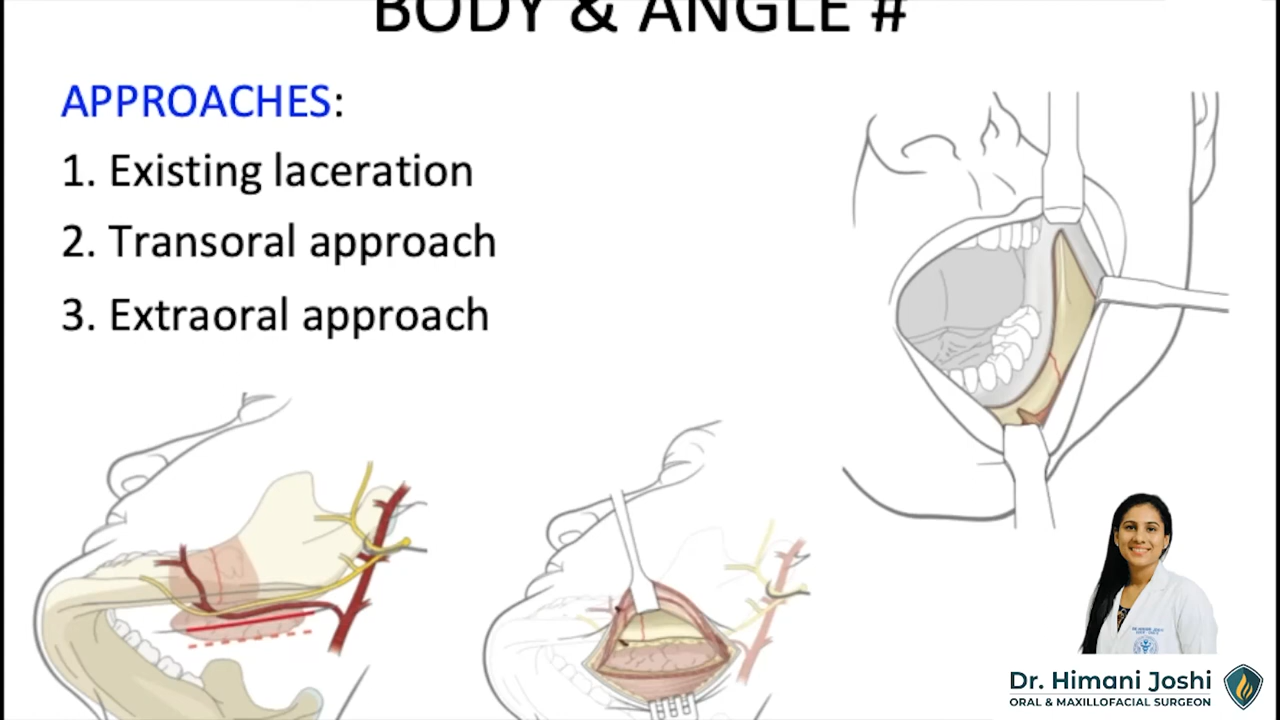 BODY & ANGLE #
APPROACHES:
1. Existing laceration
2. Transoral approach
3. Extraoral approach
Dr. Himani Joshi
ORAL & MAXILLOFACIAL SURGEON